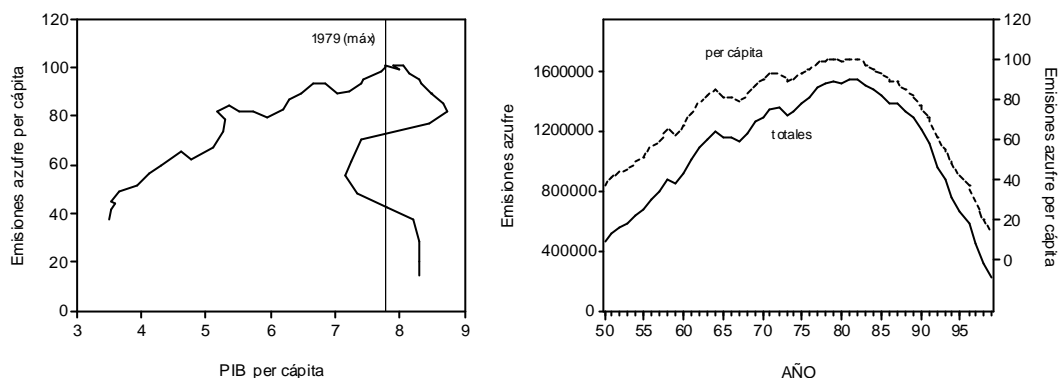 120
100
80
60
40
20
0
Emisiones azufre per cápita
1979 (máx)
3 4 5 6 7 8 9
PIB per cápita
1600000
1200000
800000
400000
0
Emisiones azufre
per cápita
totales
120
100
80
60
40
20
0
Emisiones azufre
per cápita
50 55 60 65 70 75 80 85 90 95
AÑO